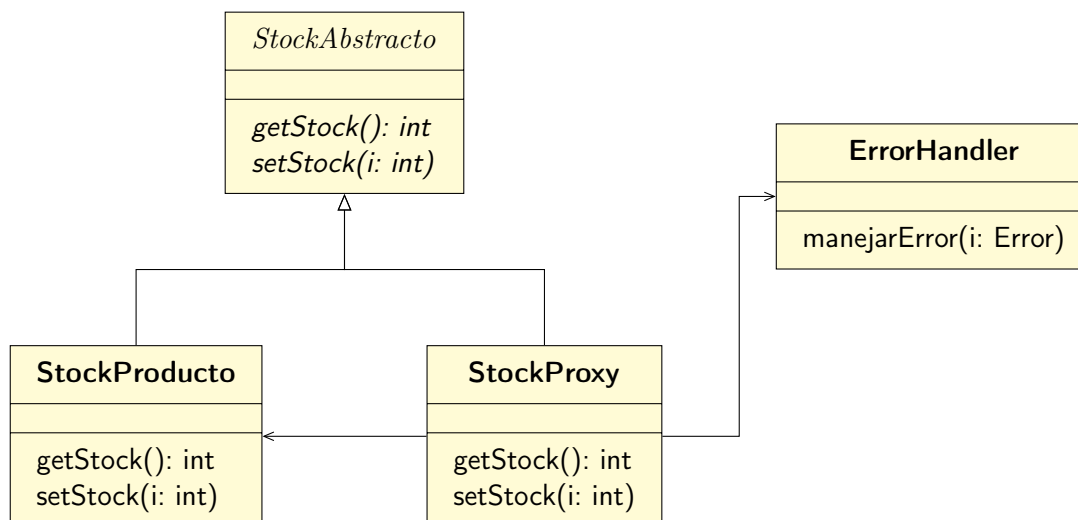 StockAbstracto
getStock(): int
setStock(i: int)
ErrorHandler
manejarError(i: Error)
StockProducto
getStock(): int
setStock(i: int)
StockProxy
getStock(): int
setStock(i: int)